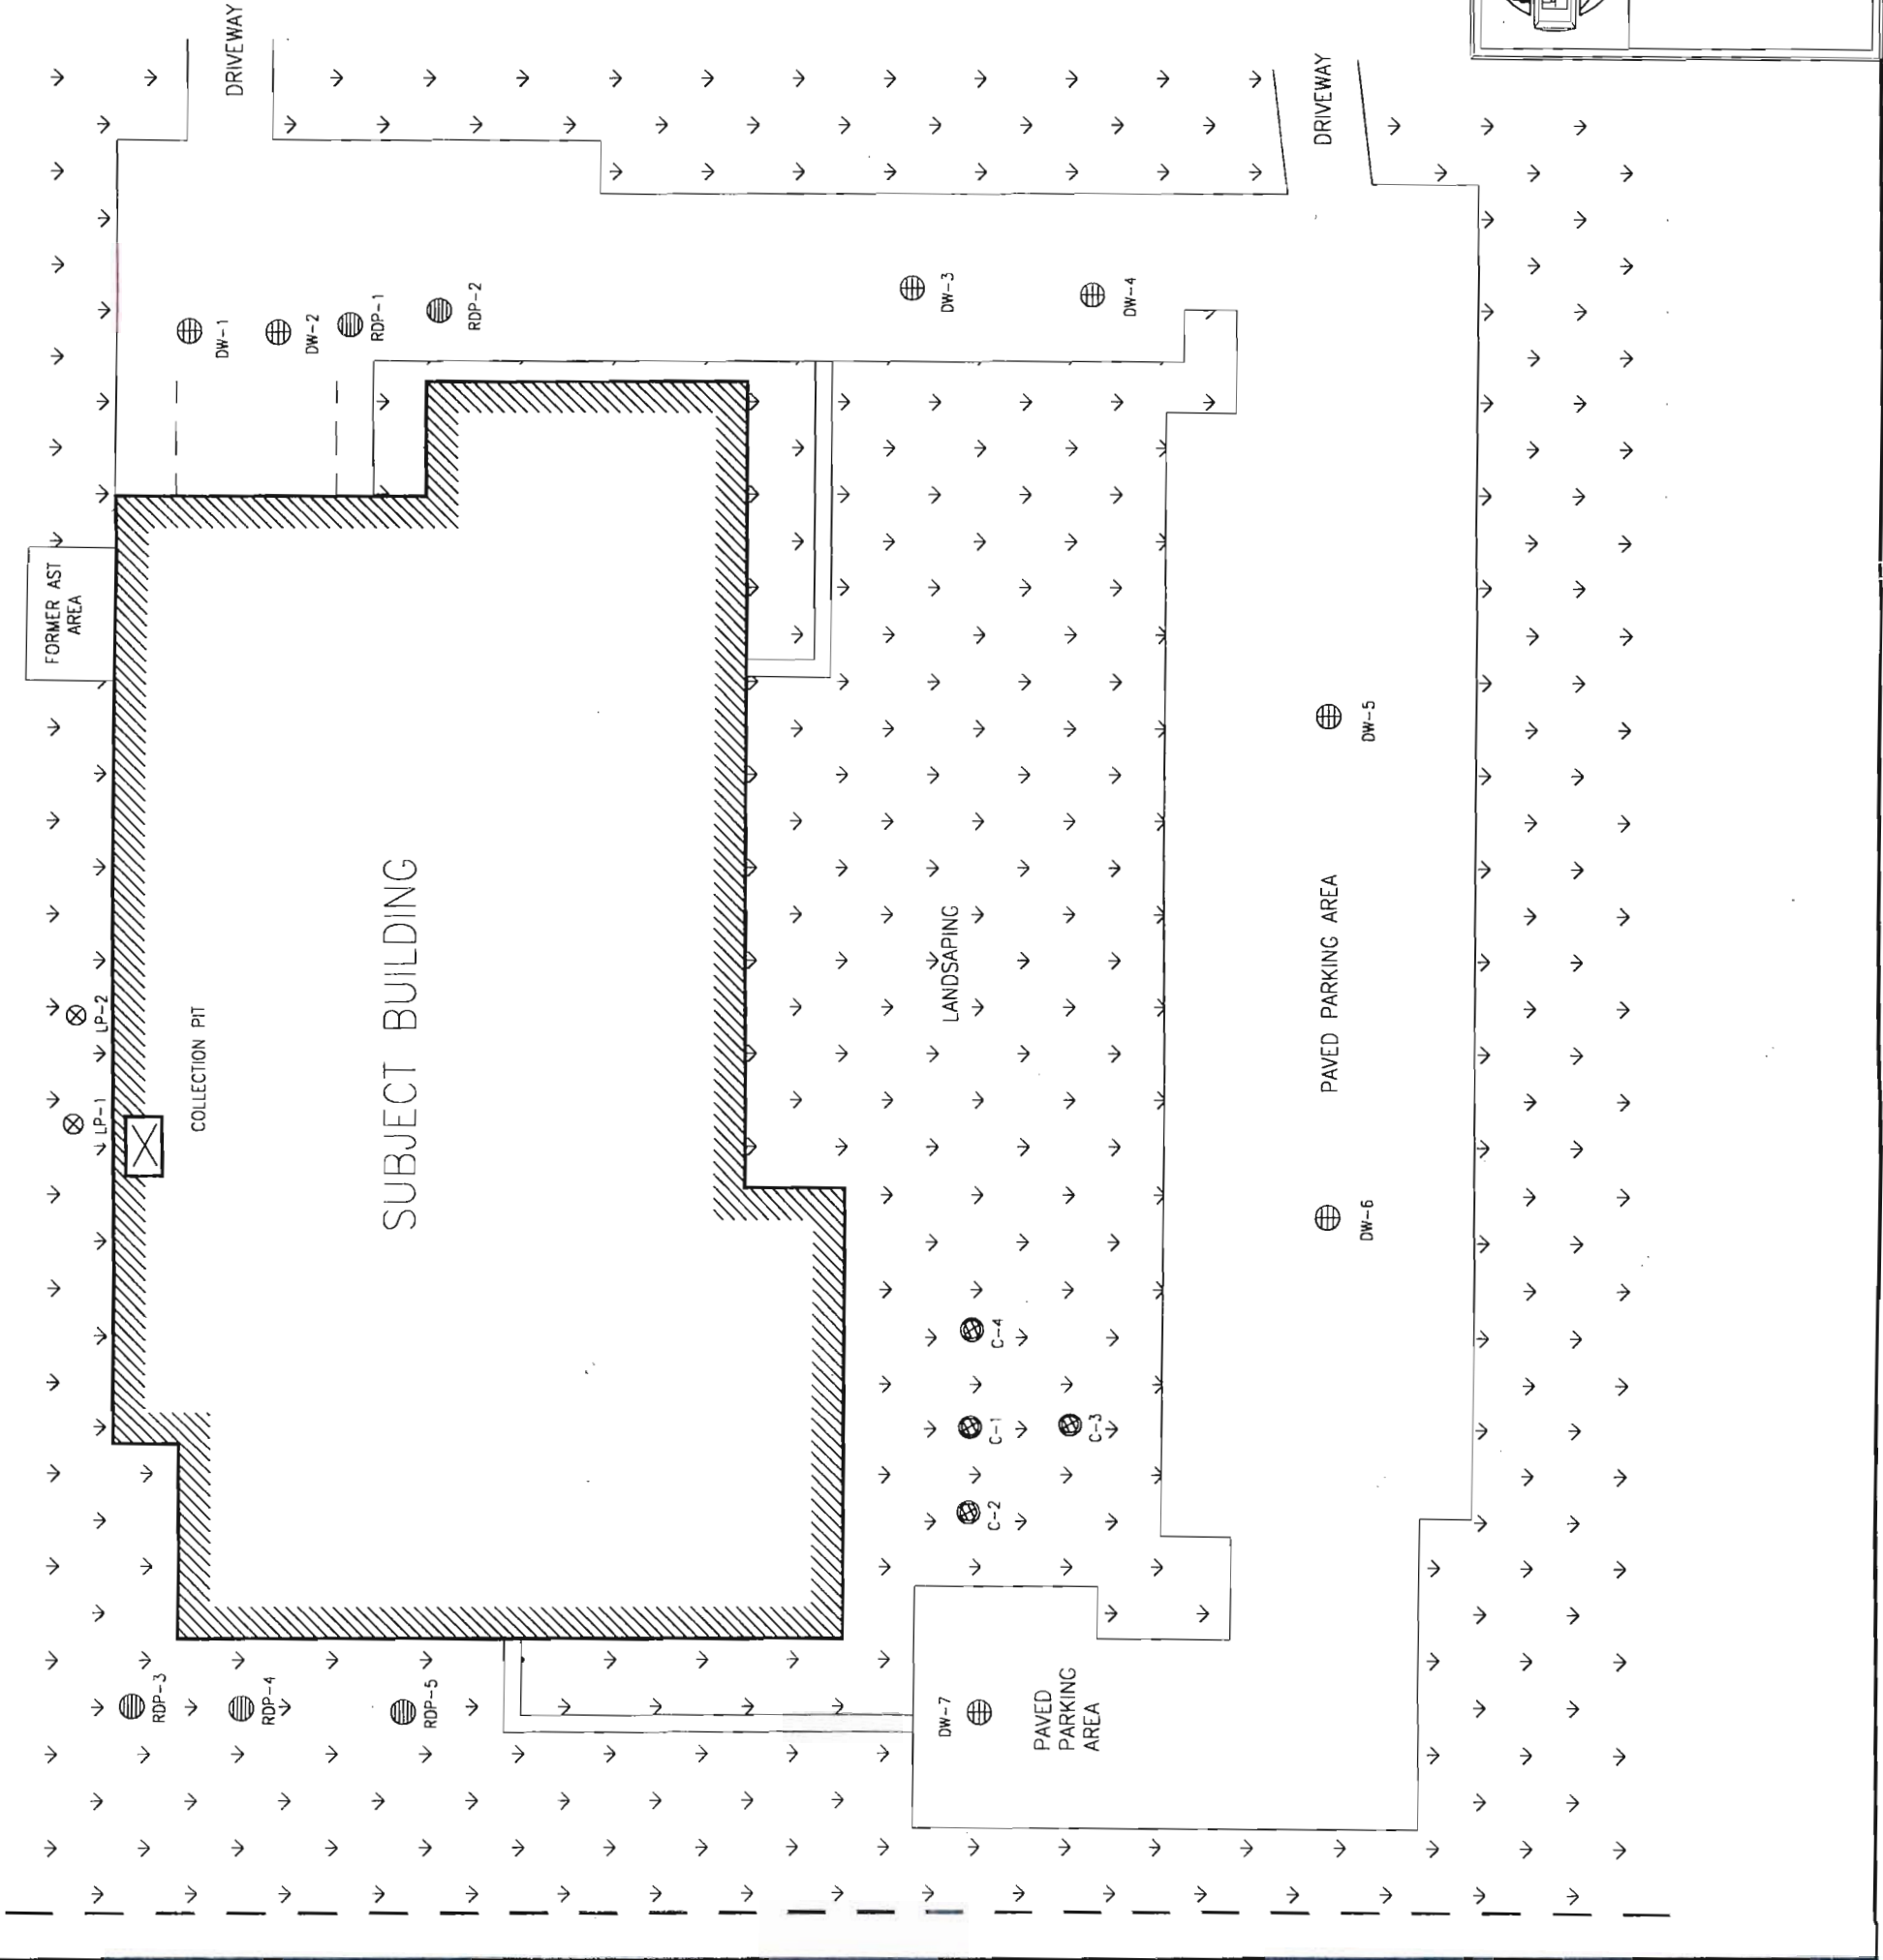 DRIVEWAY
DRIVEWAY
DW-1
DW-2
RDP-1
RDP-2
DW-3
DW-4
FORMER AST
AREA
DW-5
SUBJECT BUILDING
LANDSAPING
PAVED PARKING AREA
LP-2
LP-1
COLLECTION PIT
DW-6
C-4
C-1
C-3
C-2
RDP-3
RDP-4
RDP-5
DW-7
PAVED
PARKING
AREA